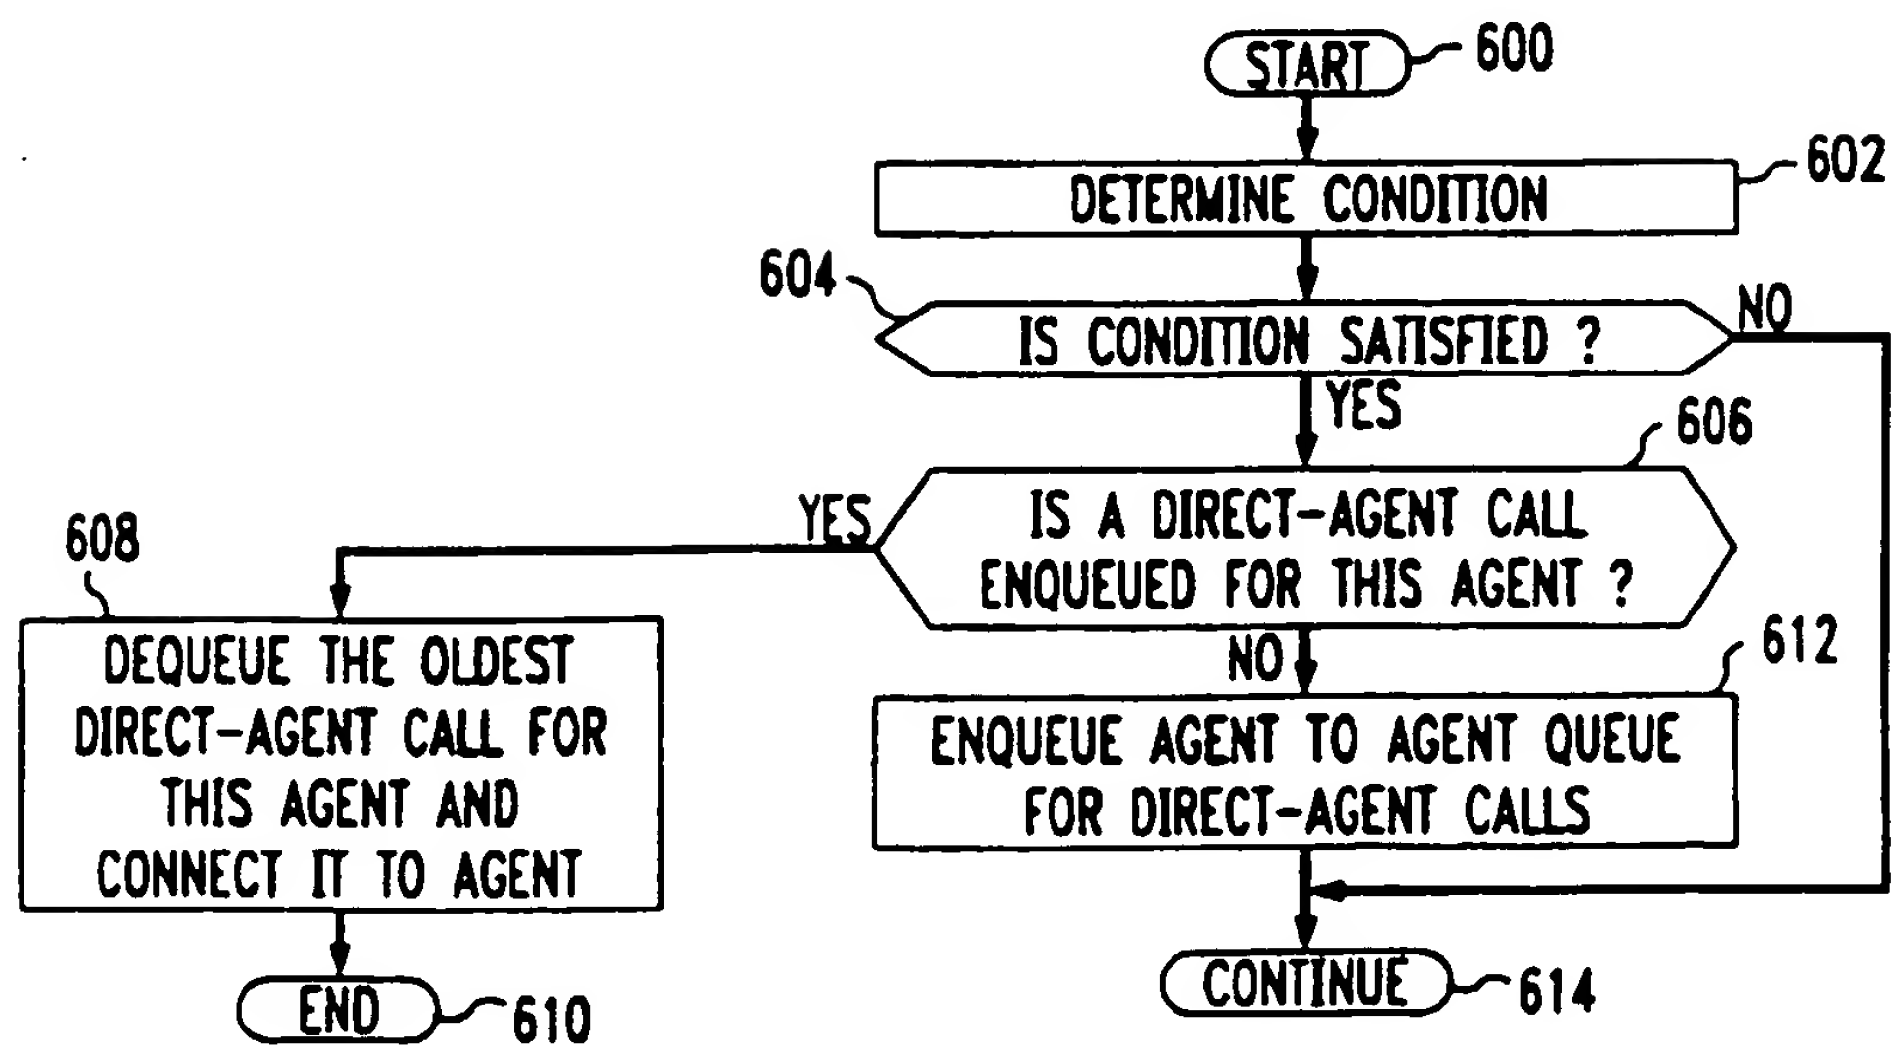 START
600
DETERMINE CONDITION
602
604
IS CONDITION SATISFIED ?
NO
YES
606
IS A DIRECT-AGENT CALL
ENQUEUED FOR THIS AGENT ?
YES
NO
608
DEQUEUE THE OLDEST
DIRECT-AGENT CALL FOR
THIS AGENT AND
CONNECT IT TO AGENT
612
ENQUEUE AGENT TO AGENT QUEUE
FOR DIRECT-AGENT CALLS
END
610
CONTINUE
614